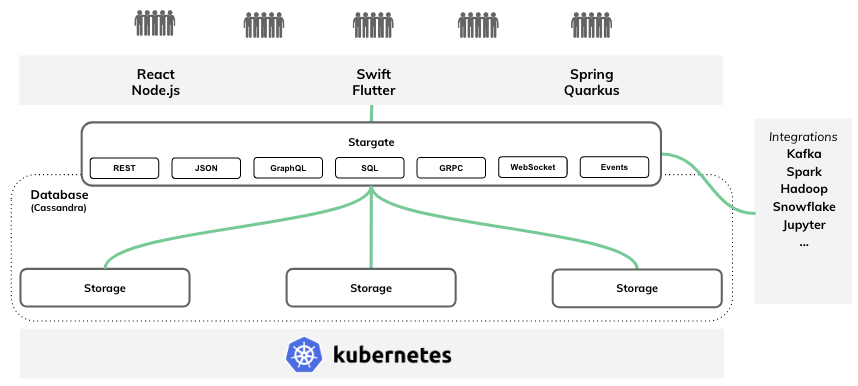 React
Node.js
Swift
Flutter
Spring
Quarkus
Stargate
REST
JSON
GraphQL
SQL
GRPC
WebSocket
Events
Integrations
Kafka
Spark
Hadoop
Snowflake
Jupyter
...
Database
(Cassandra)
Storage
Storage
Storage
kubernetes